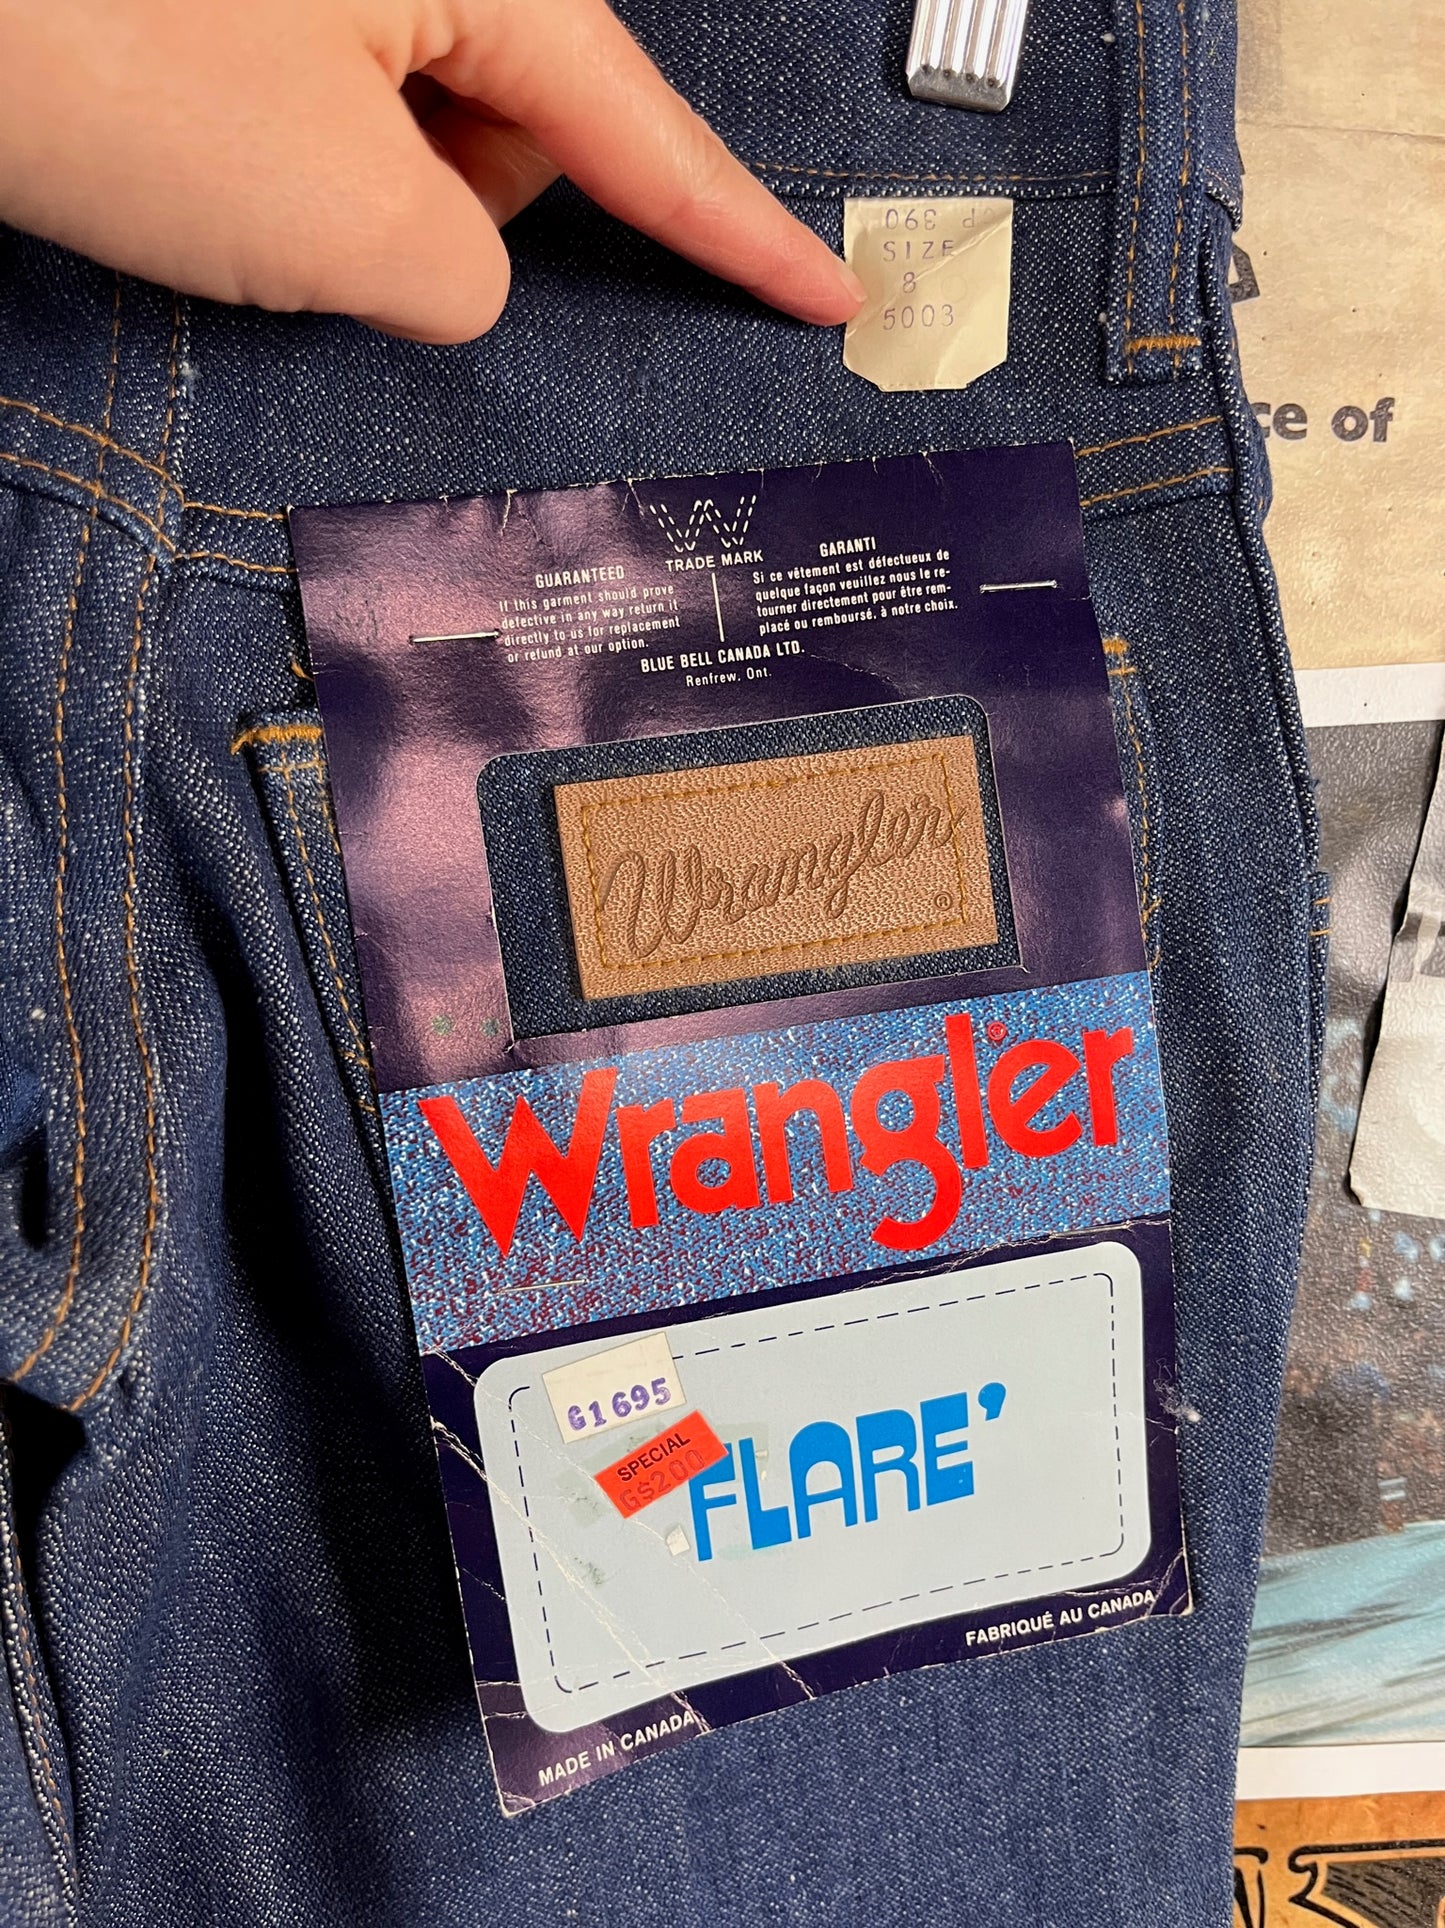 SIZE
8
5003
TRADE MARK
GUARANTEED
If this garment should prove
defective in any way return it
directly to us for replacement
or refund at our option.
GARANTI
Si ce vêtement est défectueux de
quelque façon veuillez nous le re-
tourner directement pour être rem-
placé ou remboursé, à notre choix.
BLUE BELL CANADA LTD.
Renfrew, Ont.
Wrangler®
Wrangler®
G1695
SPECIAL
G$200
FLARE’
MADE IN CANADA
FABRIQUÉ AU CANADA
of